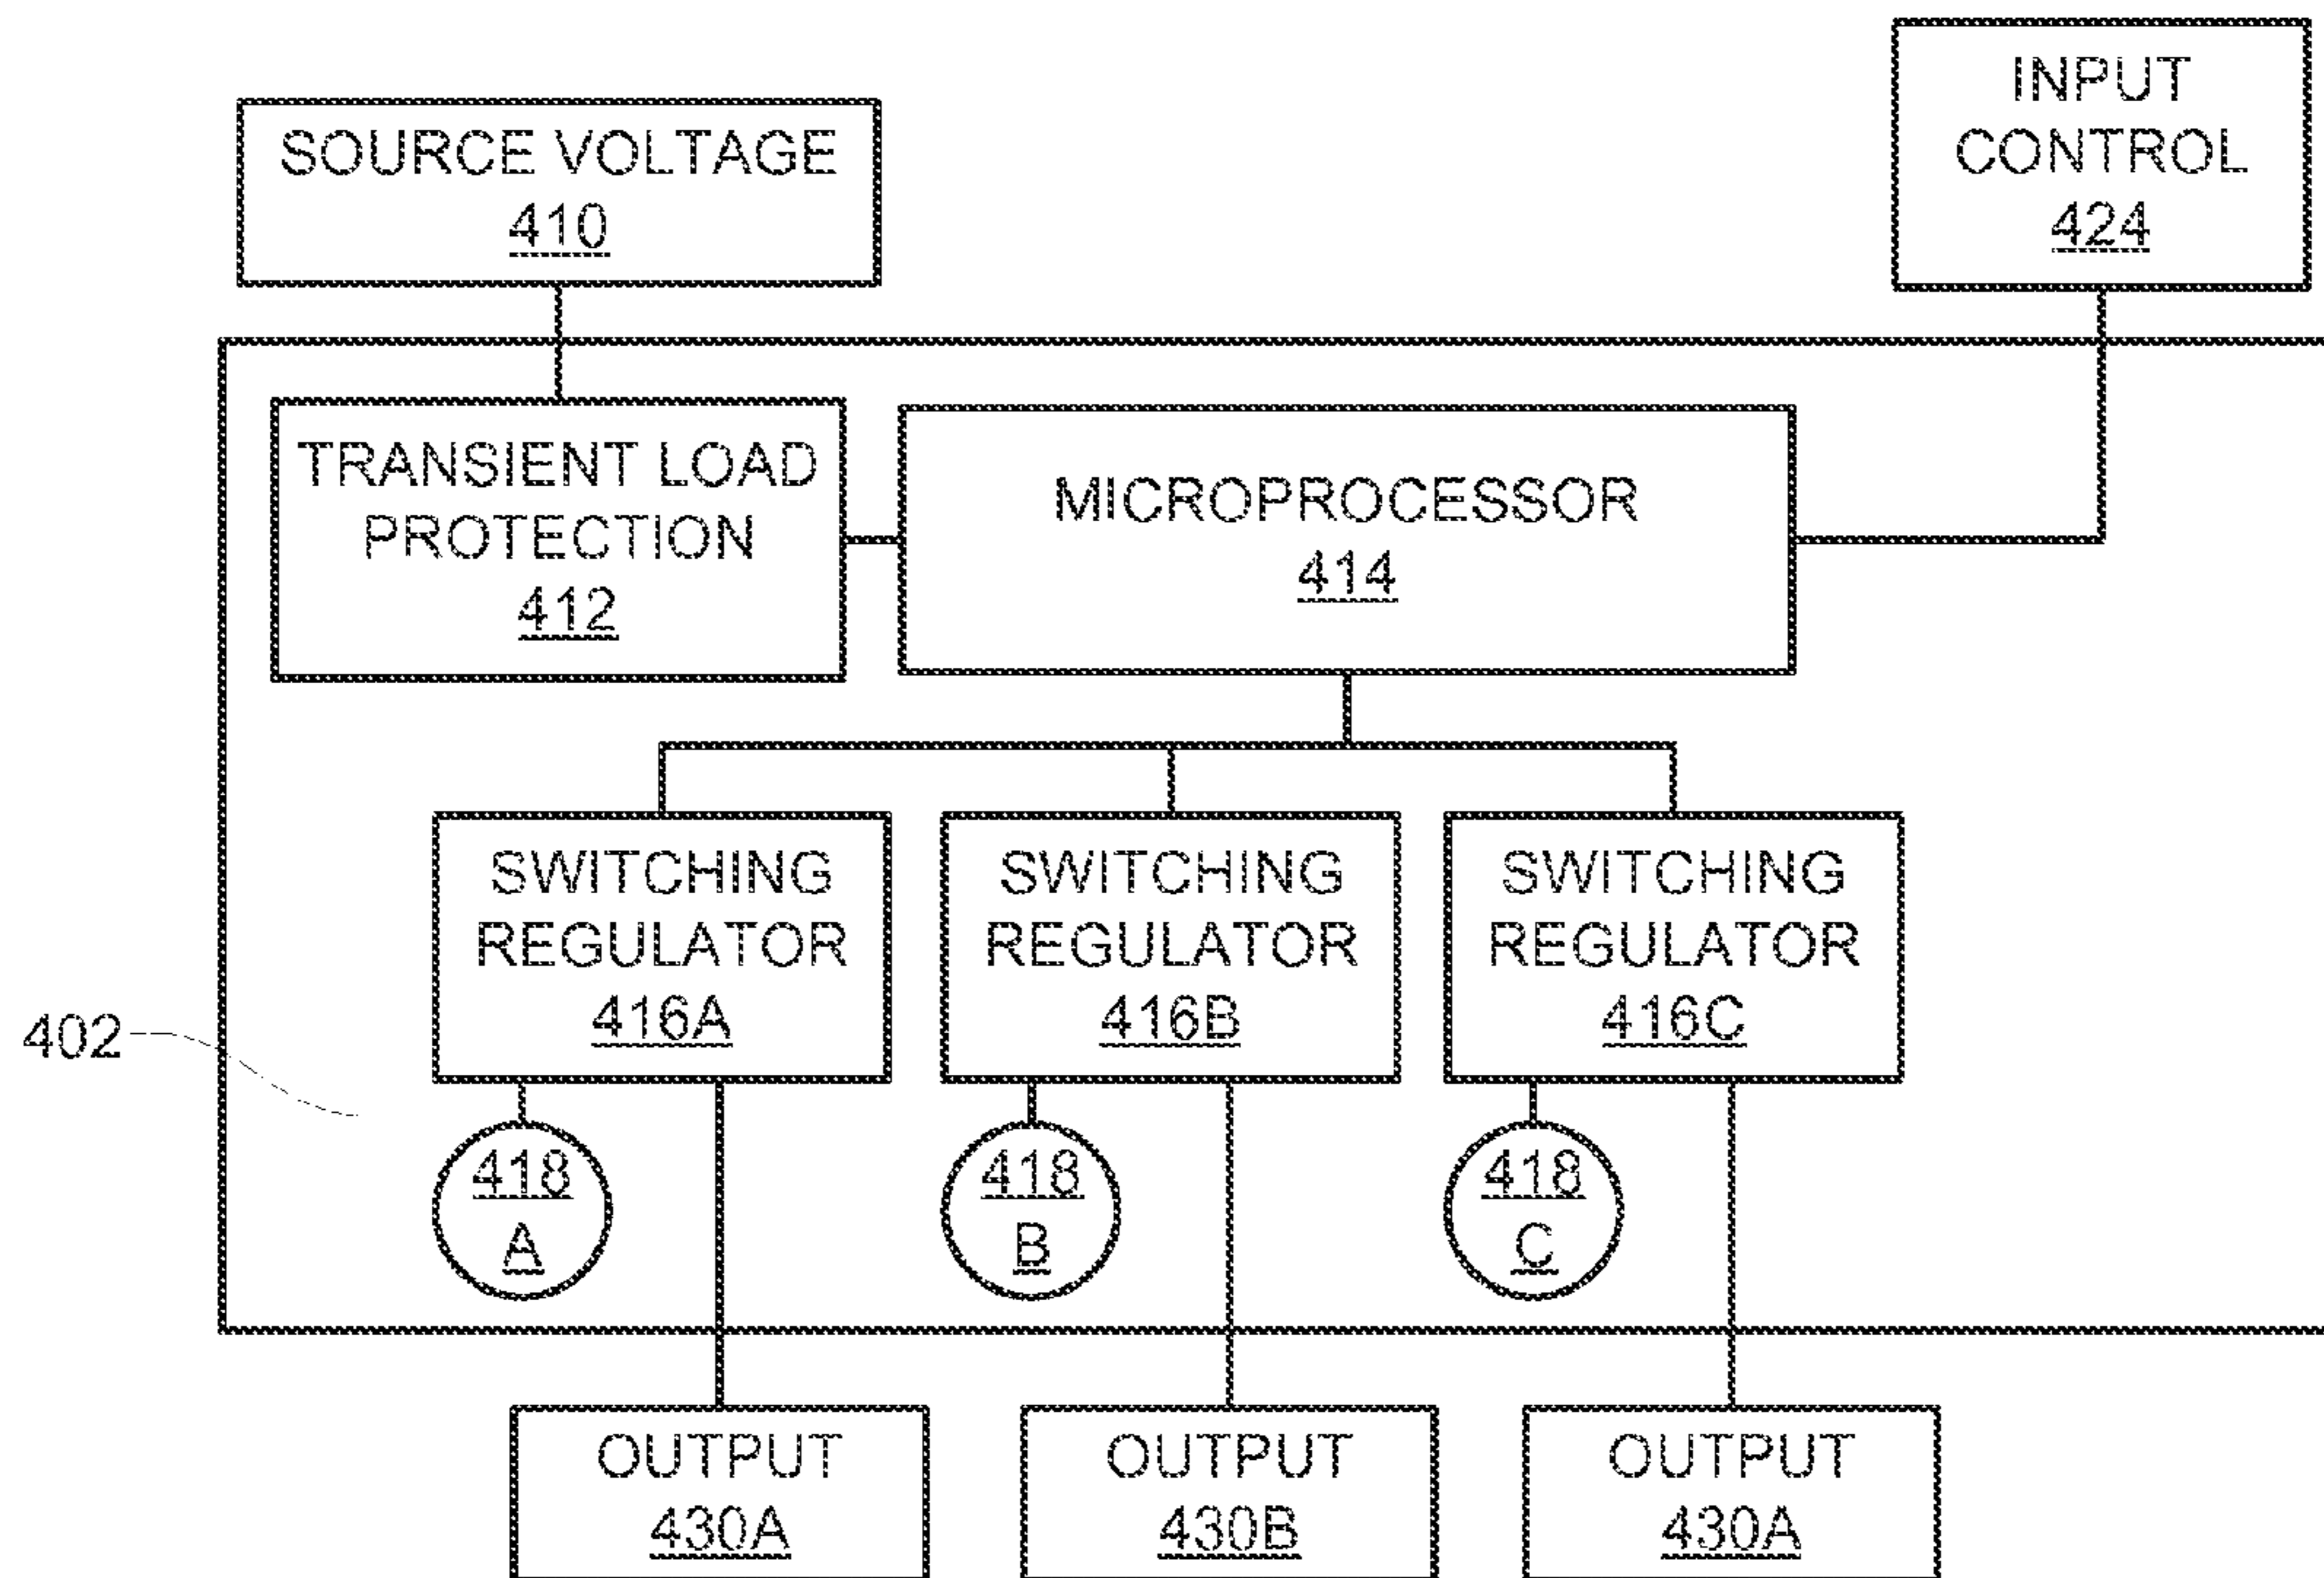 INPUT
CONTROL
424
SOURCE VOLTAGE
410
TRANSIENT LOAD
PROTECTION
412
MICROPROCESSOR
414
SWITCHING
REGULATOR
416A
SWITCHING
REGULATOR
416B
SWITCHING
REGULATOR
416C
402
418
A
418
B
418
C
OUTPUT
430A
OUTPUT
430B
OUTPUT
430A